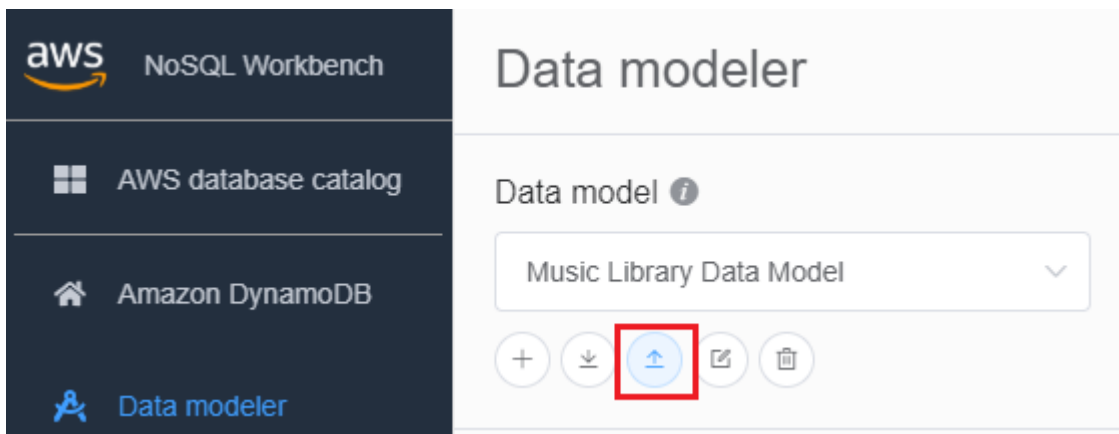 aws NoSQL Workbench
AWS database catalog
Amazon DynamoDB
Data modeler
Data modeler
Data model
Music Library Data Model